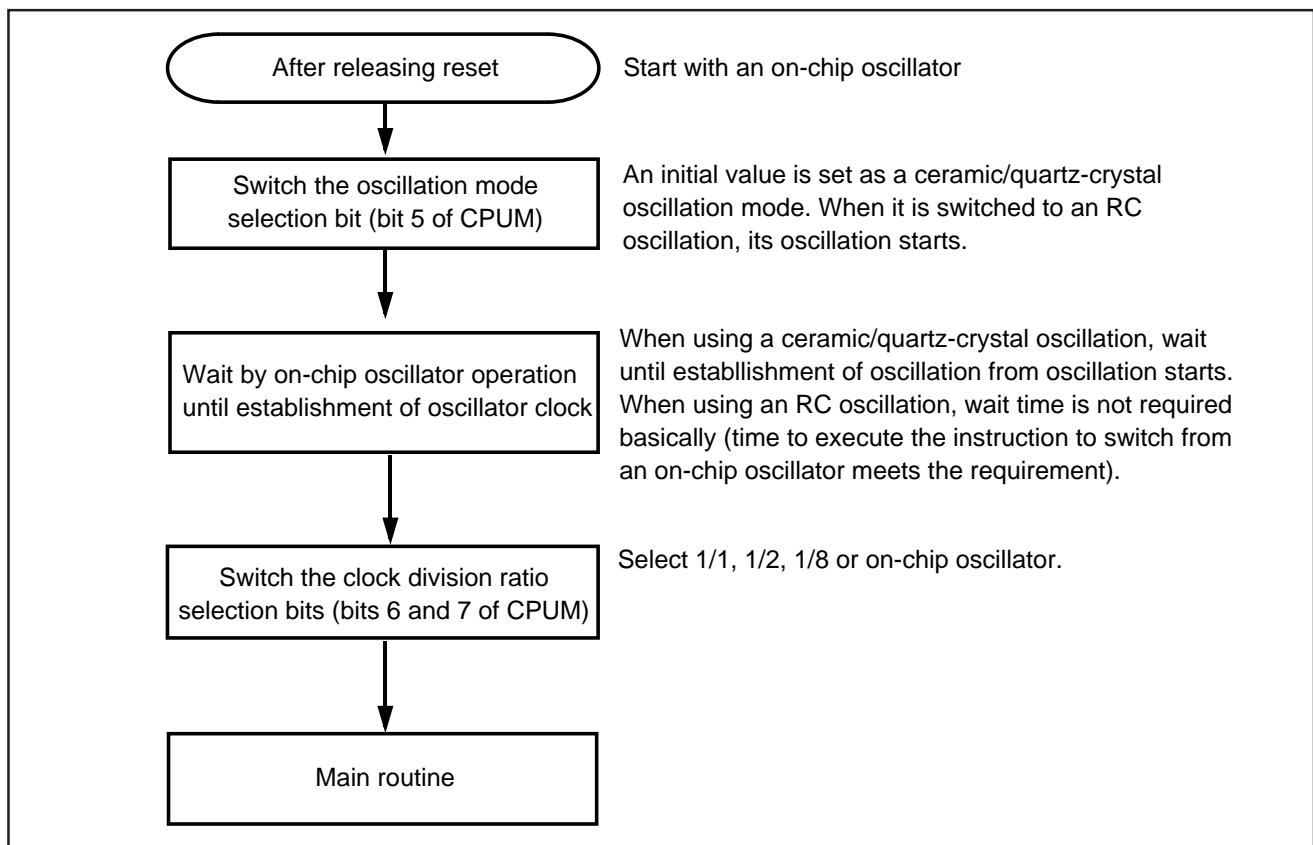 After releasing reset
Start with an on-chip oscillator
Switch the oscillation mode
selection bit (bit 5 of CPUM)
An initial value is set as a ceramic/quartz-crystal
oscillation mode. When it is switched to an RC
oscillation, its oscillation starts.
Wait by on-chip oscillator operation
until establishment of oscillator clock
When using a ceramic/quartz-crystal oscillation, wait
until establlishment of oscillation from oscillation starts.
When using an RC oscillation, wait time is not required
basically (time to execute the instruction to switch from
an on-chip oscillator meets the requirement).
Switch the clock division ratio
selection bits (bits 6 and 7 of CPUM)
Select 1/1, 1/2, 1/8 or on-chip oscillator.
Main routine